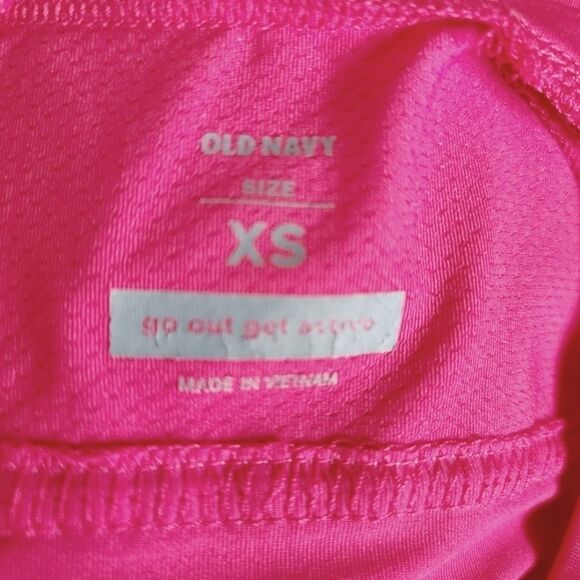 OLD NAVY
SIZE
XS
go out get active
MADE IN VIETNAM